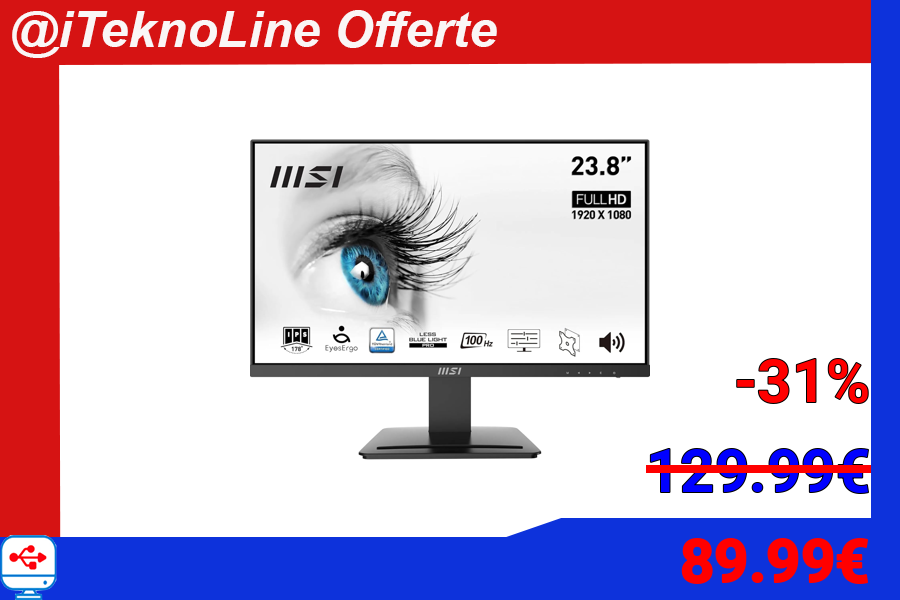 @iTeknoLine Offerte
msi
23.8”
FULL HD
1920 X 1080
IPS
178°
EyesErgo
LESS
BLUE LIGHT
PRO
100Hz
msi
-31%
129.99€
89.99€